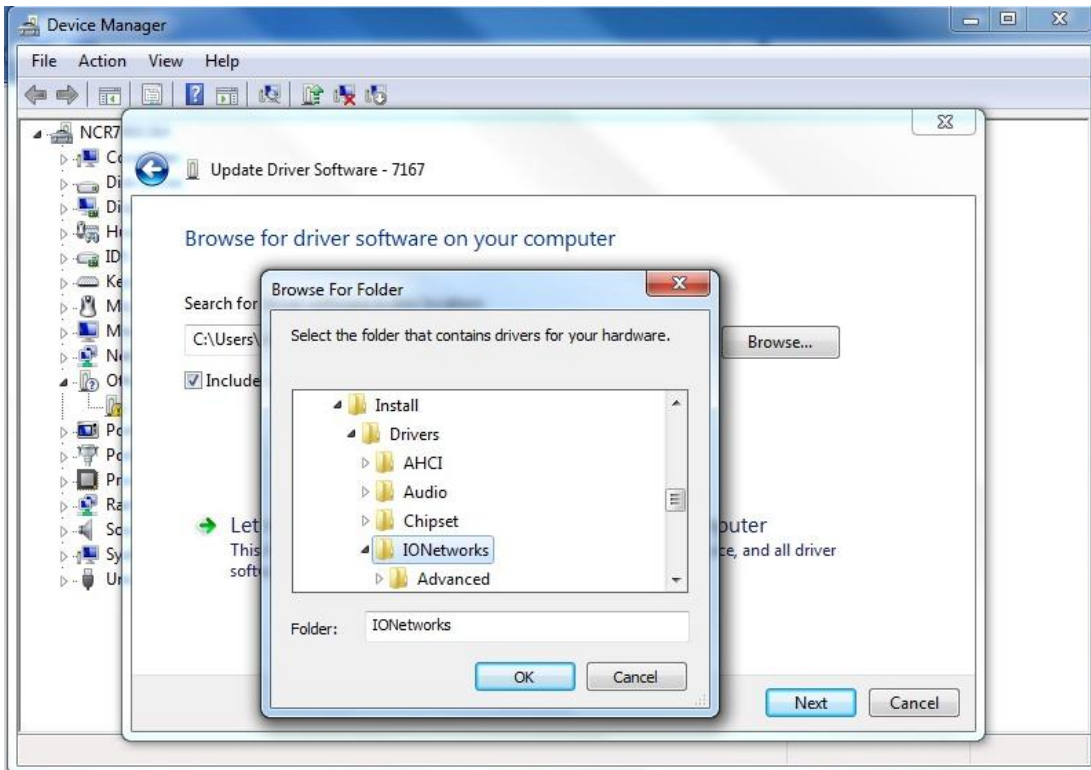 Device Manager
File Action View Help
NCR7
Update Driver Software - 7167
Browse for driver software on your computer
Browse For Folder
Search for
Select the folder that contains drivers for your hardware.
C:\Users\
Browse...
Include
Install
Drivers
AHCI
Audio
Chipset
IONetworks
Advanced
Let
puter
This
ce, and all driver
soft
Folder: IONetworks
OK Cancel
Next Cancel